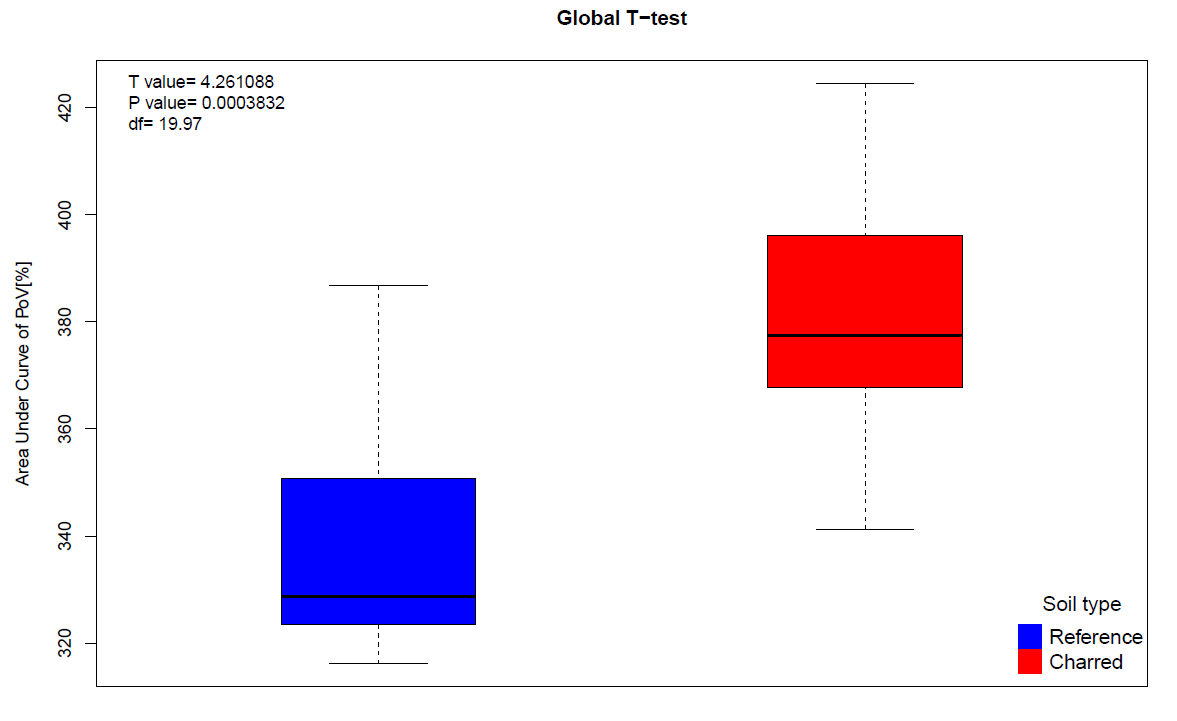 Global T−test
T value= 4.261088
P value= 0.0003832
df= 19.97
Area Under Curve of PoV[%]
420
400
380
360
340
320
Soil type
Reference
Charred